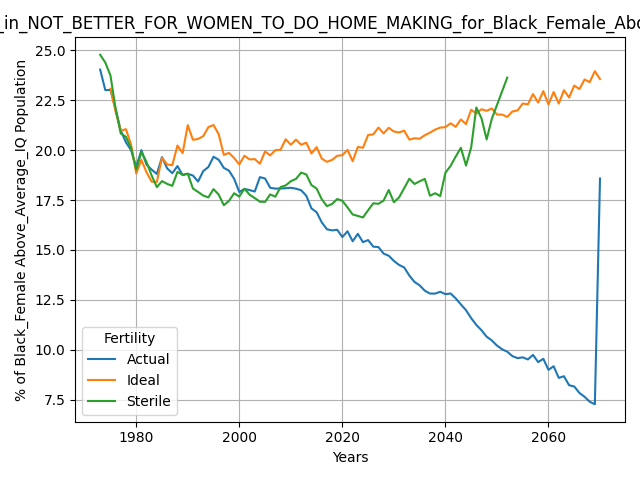 _in_NOT_BETTER_FOR_WOMEN_TO_DO_HOME_MAKING_for_Black_Female_Abo
% of Black_Female Above_Average_IQ Population
25.0
22.5
20.0
17.5
15.0
12.5
10.0
7.5
Fertility
Actual
Ideal
Sterile
1980
2000
2020
2040
2060
Years